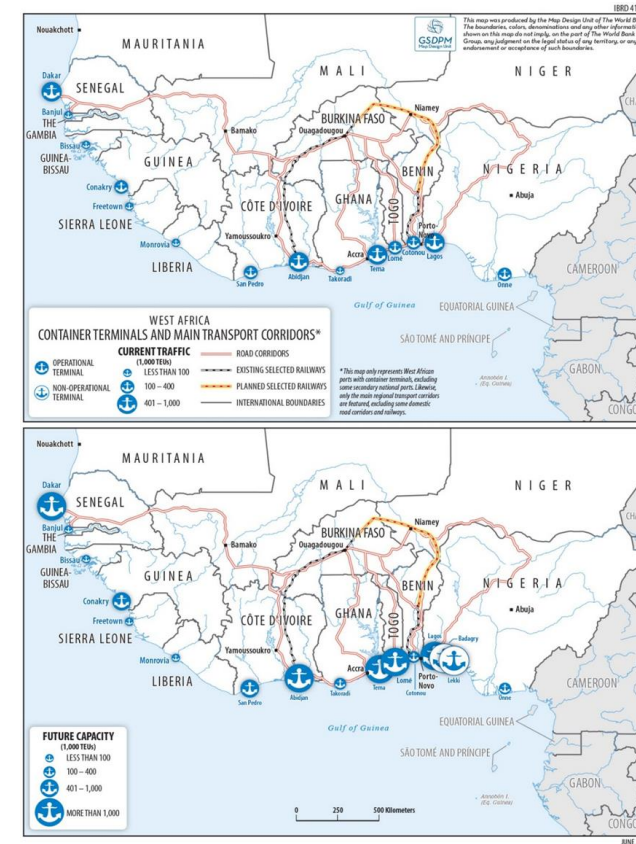 IBRD 41
This map was produced by the Map Design Unit of The World B
The boundaries, colors, denominations and any other informati
shown on this map do not imply, on the part of The World Bank
Group, any judgment on the legal status of any territory, or any
endorsement or acceptance of such boundaries.
GSDPM
Map Design Unit
Nouakchott
MAURITANIA
MALI
NIGER
CH
Dakar
SENEGAL
Banjul
THE
GAMBIA
Bissau
GUINEA-
BISSAU
Niamey
BURKINA FASO
Ouagadougou
Bamako
GUINEA
BENIN
NIGERIA
Abuja
Conakry
Freetown
SIERRA LEONE
CÔTE D'IVOIRE
GHANA
TOGO
Yamoussoukro
Monrovia
LIBERIA
San Pedro
Abidjan
Takoradi
Accra
Tema
Lomé
Cotonou
Porto-
Novo
Lagos
Onne
CAMEROON
Gulf of Guinea
EQUATORIAL GUINEA
SÃO TOMÉ AND PRÍNCIPE
GABON
Annobón I.
(Eq. Guinea)
CONGO
WEST AFRICA
CONTAINER TERMINALS AND MAIN TRANSPORT CORRIDORS*
OPERATIONAL
TERMINAL
NON-OPERATIONAL
TERMINAL
CURRENT TRAFFIC
(1,000 TEUs)
LESS THAN 100
100 – 400
401 – 1,000
ROAD CORRIDORS
EXISTING SELECTED RAILWAYS
PLANNED SELECTED RAILWAYS
INTERNATIONAL BOUNDARIES
*This map only represents West African
ports with container terminals, excluding
some secondary national ports. Likewise,
only the main regional transport corridors
are featured, excluding some domestic
road corridors and railways.
Nouakchott
MAURITANIA
MALI
NIGER
CH
Dakar
SENEGAL
Banjul
THE
GAMBIA
Bissau
GUINEA-
BISSAU
Niamey
BURKINA FASO
Ouagadougou
Bamako
GUINEA
BENIN
NIGERIA
Abuja
Conakry
Freetown
SIERRA LEONE
CÔTE D'IVOIRE
GHANA
TOGO
Yamoussoukro
Monrovia
LIBERIA
San Pedro
Abidjan
Takoradi
Accra
Tema
Lomé
Cotonou
Porto-
Novo
Lagos
Badagry
Lekki
Onne
CAMEROON
Gulf of Guinea
EQUATORIAL GUINEA
SÃO TOMÉ AND PRÍNCIPE
GABON
Annobón I.
(Eq. Guinea)
CONGO
FUTURE CAPACITY
(1,000 TEUs)
LESS THAN 100
100 – 400
401 – 1,000
MORE THAN 1,000
0 250 500 Kilometers
JUNE